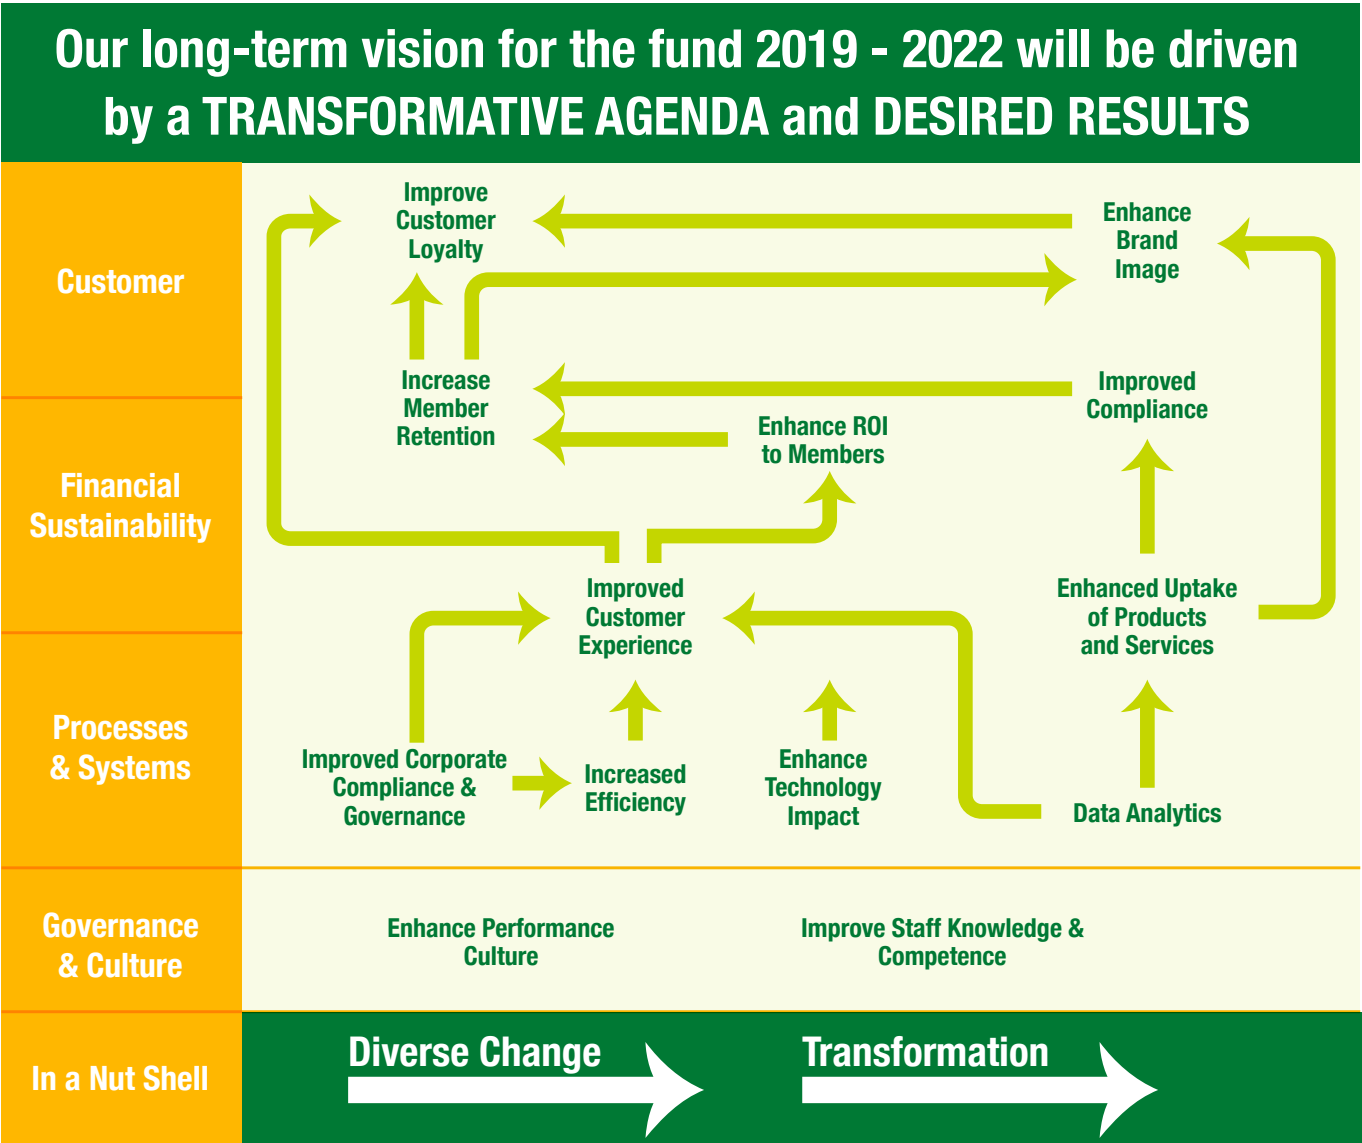 Our long-term vision for the fund 2019 - 2022 will be driven
by a TRANSFORMATIVE AGENDA and DESIRED RESULTS
Customer
Improve
Customer
Loyalty
Enhance
Brand
Image
Increase
Member
Retention
Improved
Compliance
Financial
Sustainability
Enhance ROI
to Members
Improved
Customer
Experience
Enhanced Uptake
of Products
and Services
Processes
& Systems
Improved Corporate
Compliance &
Governance
Increased
Efficiency
Enhance
Technology
Impact
Data Analytics
Governance
& Culture
Enhance Performance
Culture
Improve Staff Knowledge &
Competence
In a Nut Shell
Diverse Change
Transformation